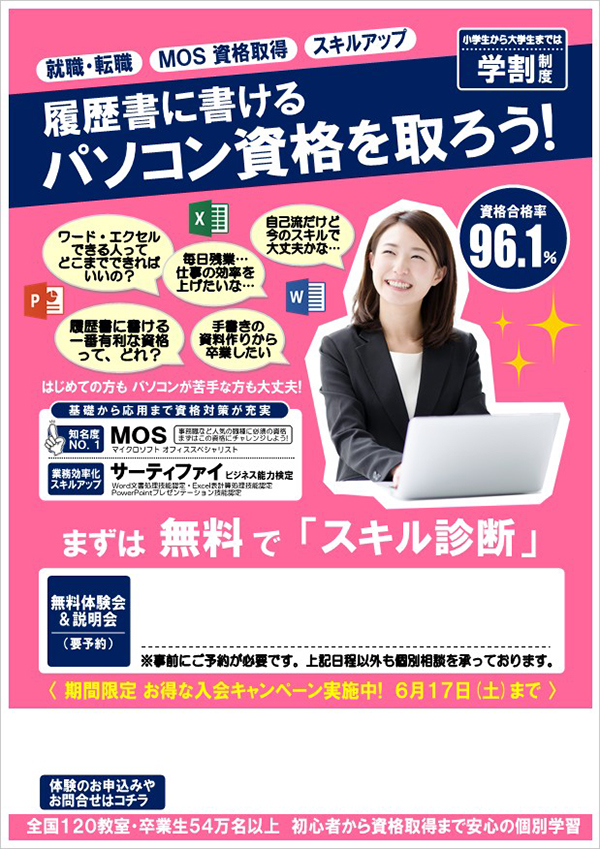 就職・転職
MOS 資格取得
スキルアップ
小学生から大学生までは
学割制度
履歴書に書ける
パソコン資格を取ろう!
資格合格率
96.1%
X
ワード・エクセル
できる人って
どこまでできれば
いいの？
毎日残業…
仕事の効率を
上げたいな…
自己流だけど
今のスキルで
大丈夫かな…
P
W
履歴書に書ける
一番有利な資格
って、どれ？
手書きの
資料作りから
卒業したい
はじめての方も パソコンが苦手な方も大丈夫!
基礎から応用まで資格対策が充実
知名度
NO. 1
MOS
事務職など人気の職種に必須の資格
まずはこの資格にチャレンジしよう!
マイクロソフト オフィススペシャリスト
業務効率化
スキルアップ
サーティファイ ビジネス能力検定
Word文書処理技能認定・Excel表計算処理技能認定
PowerPointプレゼンテーション技能認定
まずは 無料 で「スキル診断」
無料体験会
＆説明会
（要予約）
※事前にご予約が必要です。上記日程以外も個別相談を承っております。
〈 期間限定 お得な入会キャンペーン実施中! 6月17日(土)まで 〉
体験のお申込みや
お問合せはコチラ
全国120教室・卒業生54万名以上 初心者から資格取得まで安心の個別学習